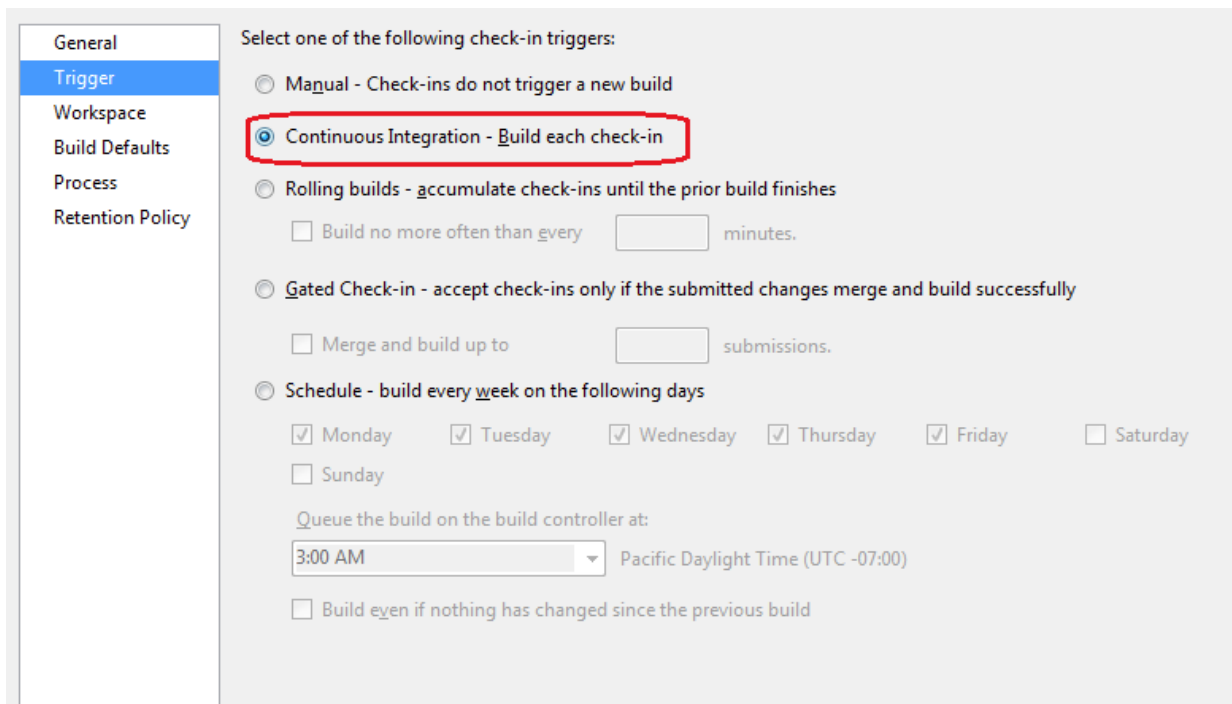 General
Trigger
Workspace
Build Defaults
Process
Retention Policy
Select one of the following check-in triggers:
Manual - Check-ins do not trigger a new build
Continuous Integration - Build each check-in
Rolling builds - accumulate check-ins until the prior build finishes
Build no more often than every minutes.
Gated Check-in - accept check-ins only if the submitted changes merge and build successfully
Merge and build up to submissions.
Schedule - build every week on the following days
Monday Tuesday Wednesday Thursday Friday Saturday
Sunday
Queue the build on the build controller at:
3:00 AM Pacific Daylight Time (UTC -07:00)
Build even if nothing has changed since the previous build